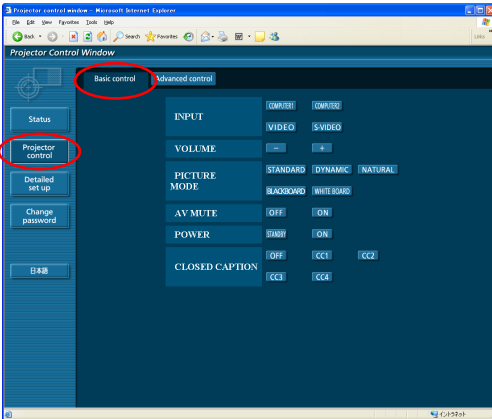 Projector control window - Microsoft Internet Explorer
File Edit View Favorites Tools Help
Back Search Favorites Links
Projector Control Window
Basic control Advanced control
Status
Projector
control
Detailed
set up
Change
password
日本語
INPUT COMPUTER1 COMPUTER2
VIDEO S-VIDEO
VOLUME - +
PICTURE
MODE
STANDARD DYNAMIC NATURAL
BLACKBOARD WHITE BOARD
AV MUTE OFF ON
POWER STANDBY ON
CLOSED CAPTION OFF CC1 CC2
CC3 CC4
イントラネット